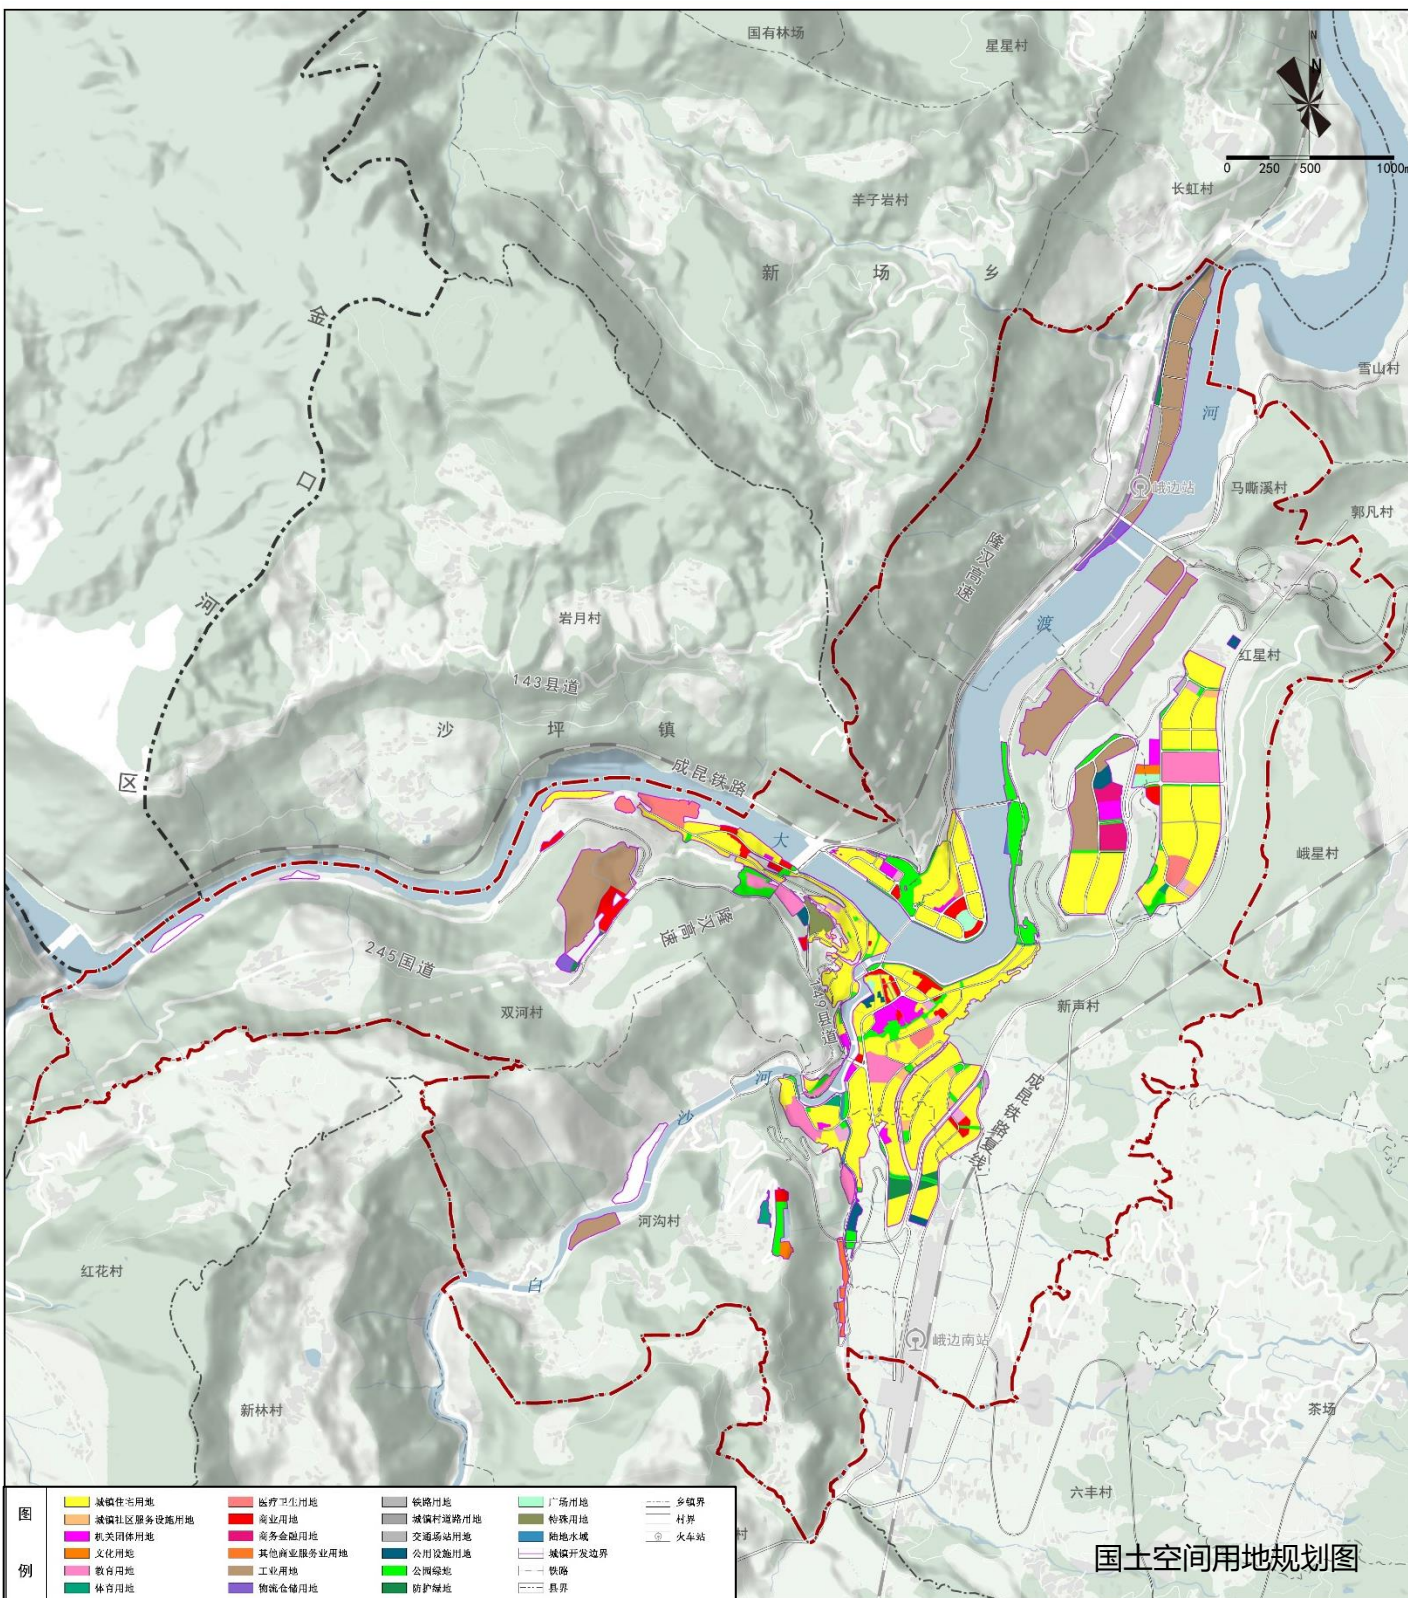 国有林场
星星村
N
N
0 250 500 1000m
长虹村
羊子岩村
新场乡
雪山村
金口河区
河
峨边站
马嘶溪村
郭凡村
隆汉高速
岩月村
渡
红星村
143县道
沙坪镇
成昆铁路
大
峨星村
隆汉高速
245国道
149县道
双河村
新声村
河
沙
成昆铁路复线
河沟村
红花村
白
峨边南站
新林村
茶场
六丰村
村
国土空间用地规划图
图例
城镇住宅用地
城镇社区服务设施用地
机关团体用地
文化用地
教育用地
体育用地
医疗卫生用地
商业用地
商务金融用地
其他商业服务业用地
工业用地
物流仓储用地
铁路用地
城镇村道路用地
交通场站用地
公用设施用地
公园绿地
防护绿地
广场用地
特殊用地
陆地水域
城镇开发边界
铁路
县界
乡镇界
村界
火车站